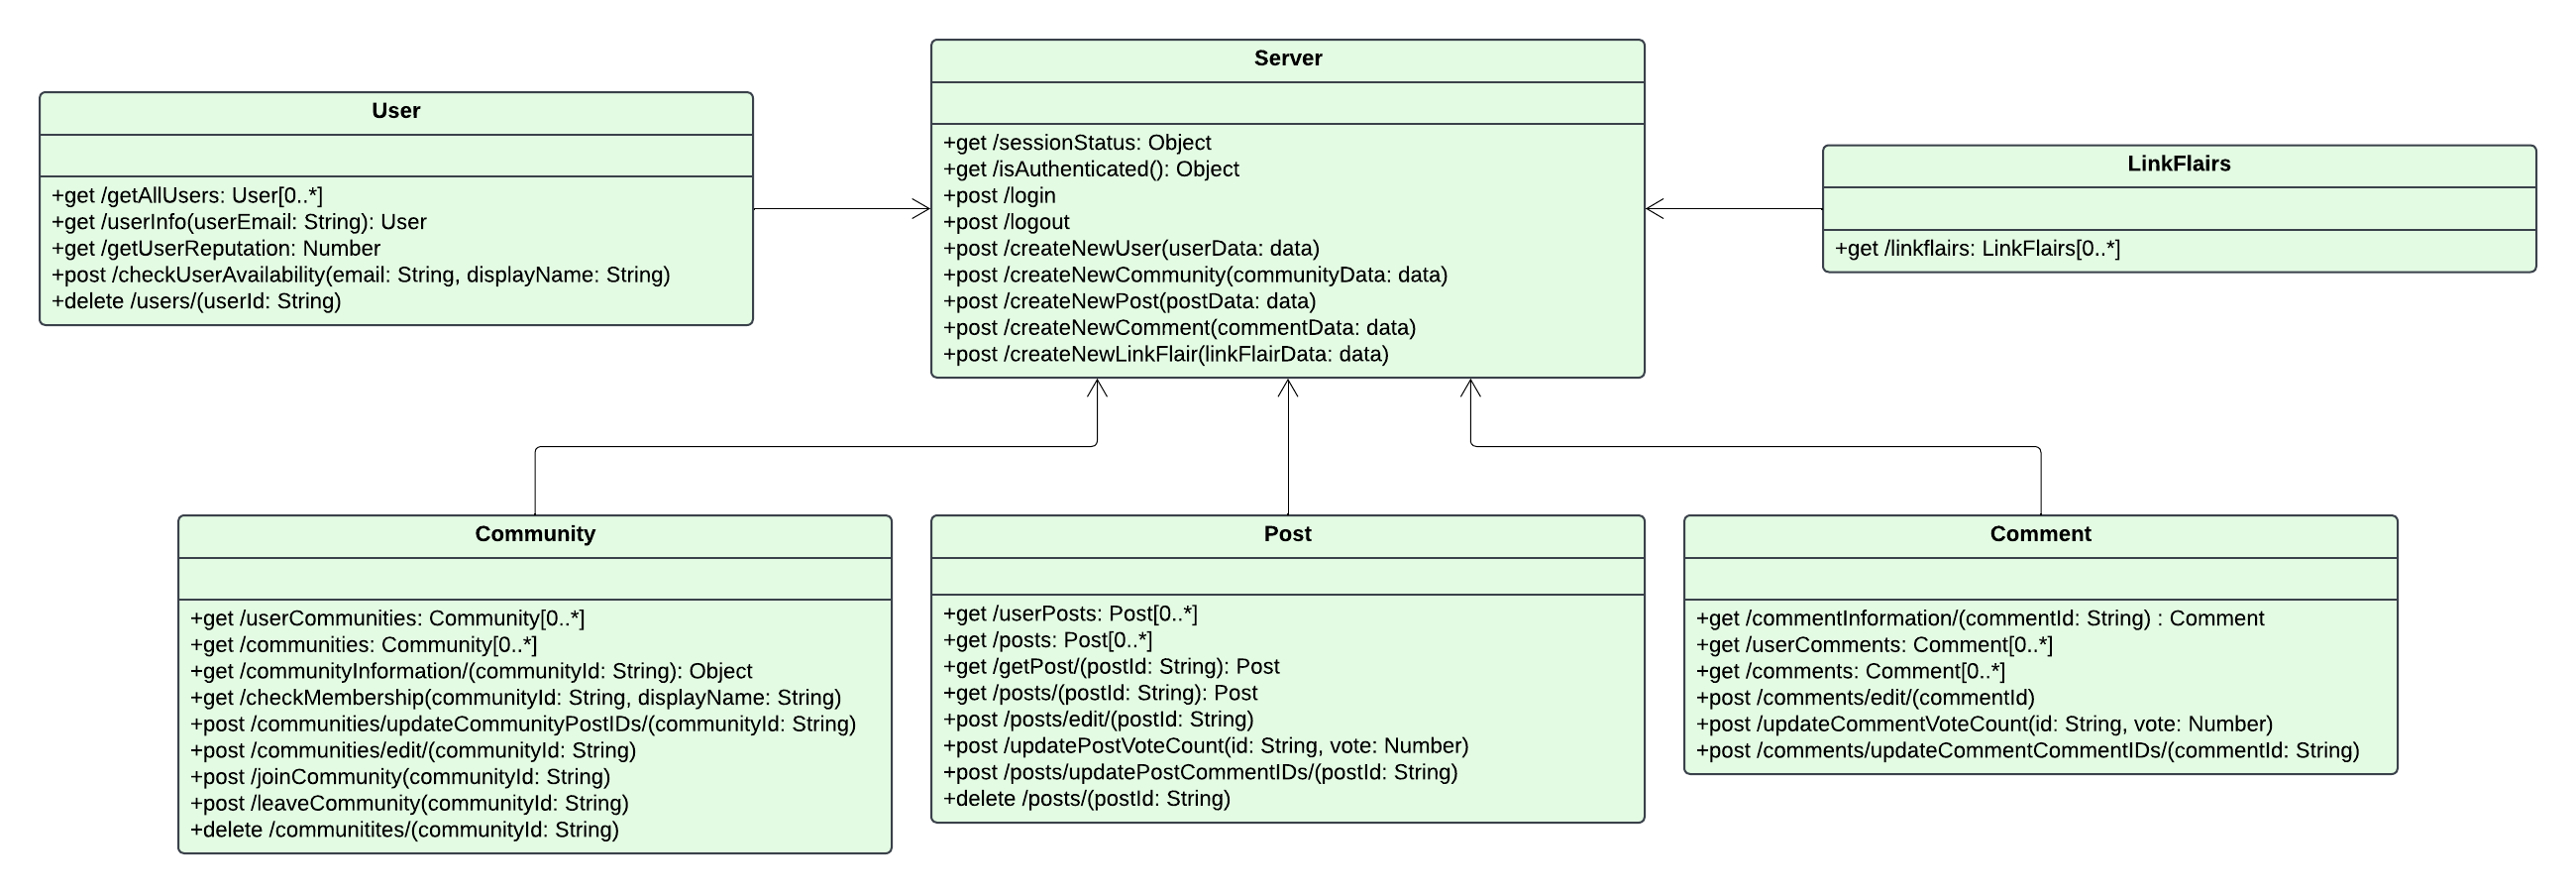 Server
+get /sessionStatus: Object
+get /isAuthenticated(): Object
+post /login
+post /logout
+post /createNewUser(userData: data)
+post /createNewCommunity(communityData: data)
+post /createNewPost(postData: data)
+post /createNewComment(commentData: data)
+post /createNewLinkFlair(linkFlairData: data)
User
+get /getAllUsers: User[0..*]
+get /userInfo(userEmail: String): User
+get /getUserReputation: Number
+post /checkUserAvailability(email: String, displayName: String)
+delete /users/(userId: String)
LinkFlairs
+get /linkflairs: LinkFlairs[0..*]
Community
+get /userCommunities: Community[0..*]
+get /communities: Community[0..*]
+get /communityInformation/(communityId: String): Object
+get /checkMembership(communityId: String, displayName: String)
+post /communities/updateCommunityPostIDs/(communityId: String)
+post /communities/edit/(communityId: String)
+post /joinCommunity(communityId: String)
+post /leaveCommunity(communityId: String)
+delete /communitites/(communityId: String)
Post
+get /userPosts: Post[0..*]
+get /posts: Post[0..*]
+get /getPost/(postId: String): Post
+get /posts/(postId: String): Post
+post /posts/edit/(postId: String)
+post /updatePostVoteCount(id: String, vote: Number)
+post /posts/updatePostCommentIDs/(postId: String)
+delete /posts/(postId: String)
Comment
+get /commentInformation/(commentId: String) : Comment
+get /userComments: Comment[0..*]
+get /comments: Comment[0..*]
+post /comments/edit/(commentId)
+post /updateCommentVoteCount(id: String, vote: Number)
+post /comments/updateCommentCommentIDs/(commentId: String)